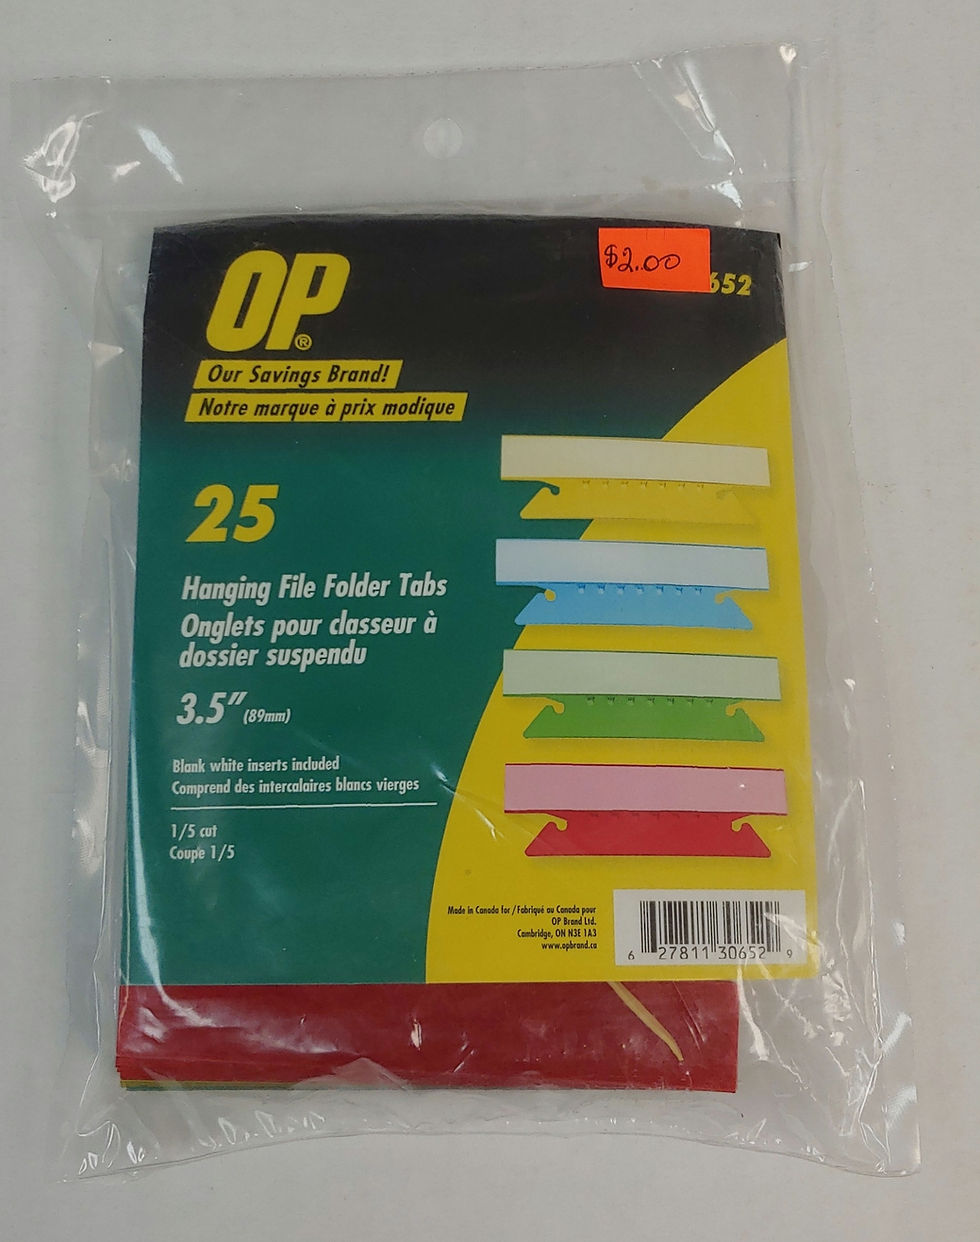 OP®
$2.00
652
Our Savings Brand!
Notre marque à prix modique
25
Hanging File Folder Tabs
Onglets pour classeur à
dossier suspendu
3.5” (89mm)
Blank white inserts included
Comprend des intercalaires blancs vierges
1/5 cut
Coupe 1/5
Made in Canada for / Fabriqué au Canada pour
OP Brand Ltd.
Cambridge, ON N3E 1A3
www.opbrand.ca
6 27811 30652 9